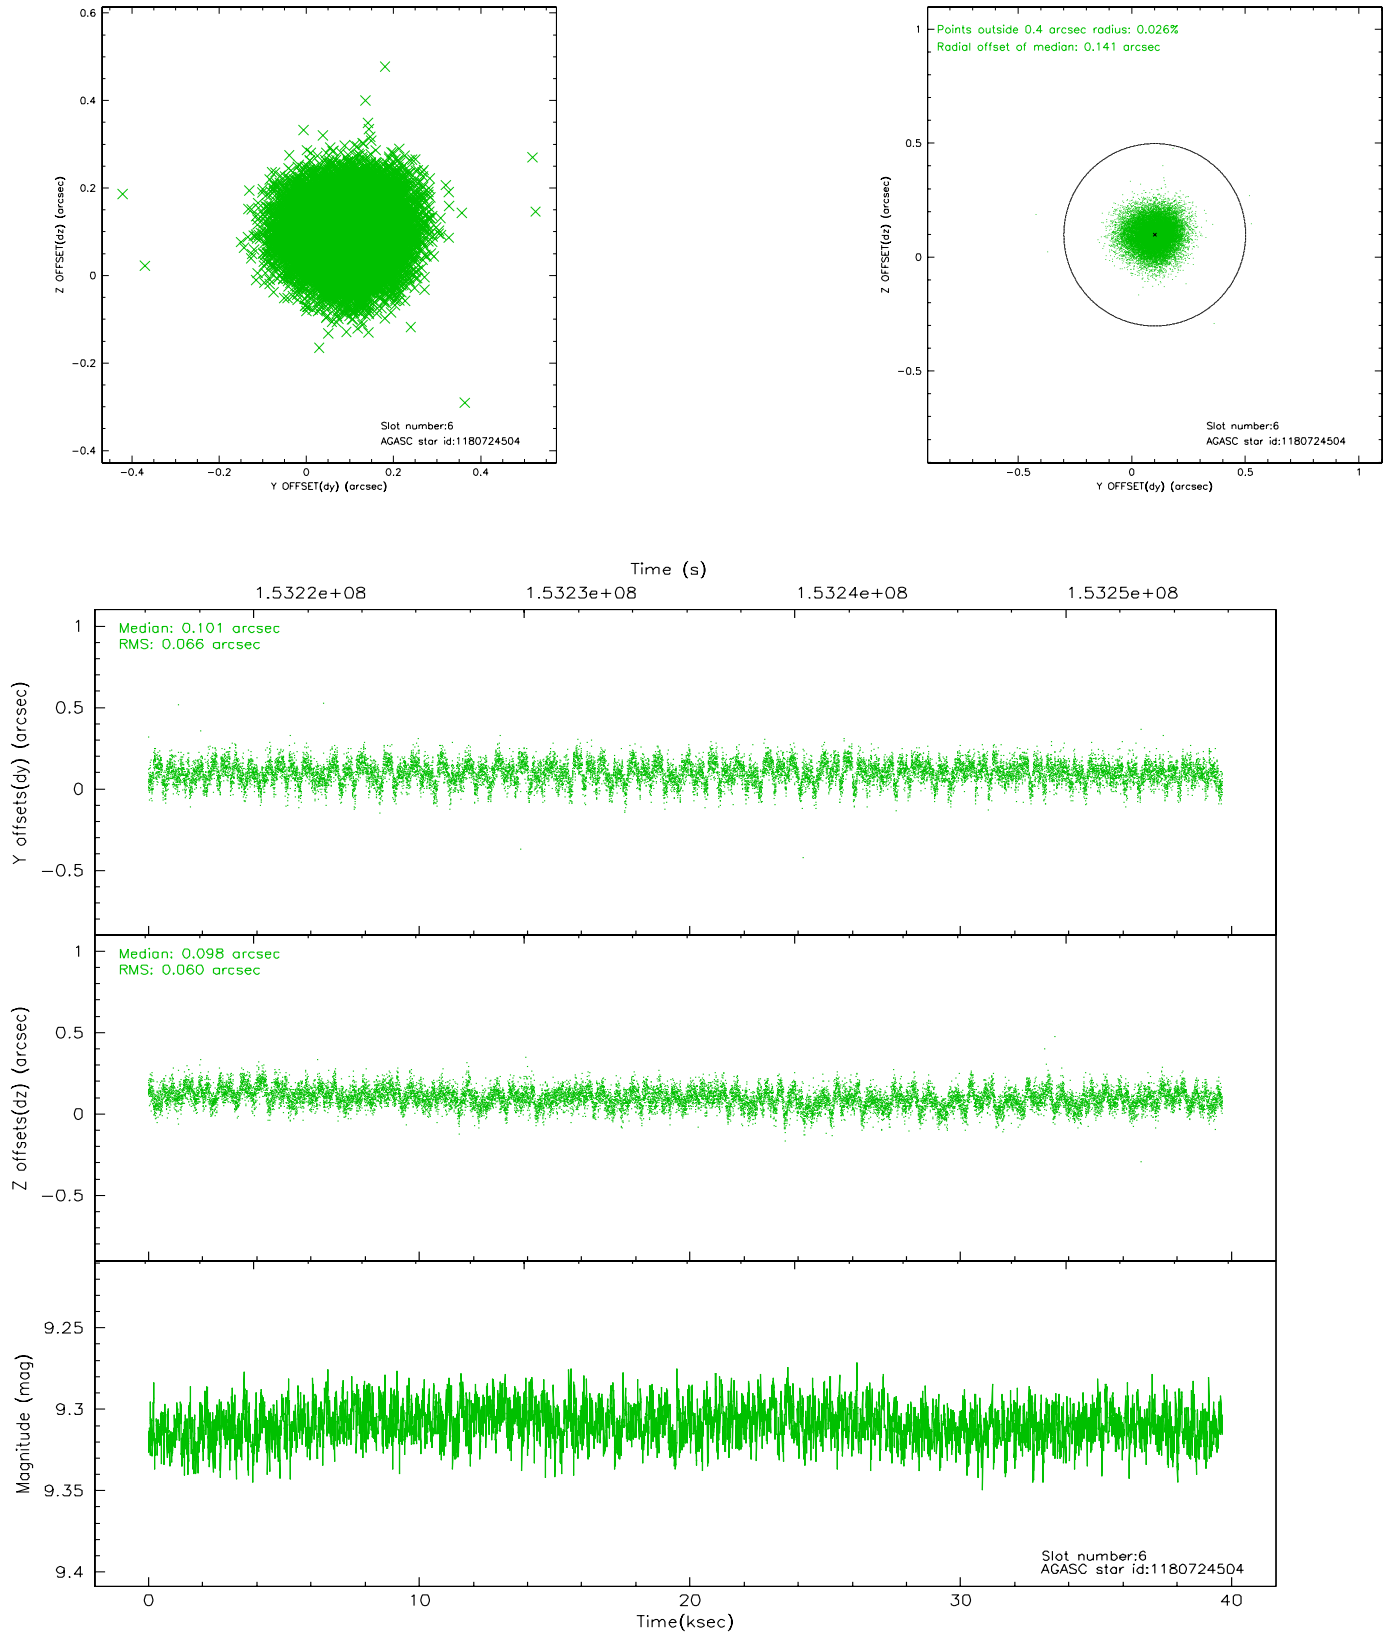 0.6
0.4
0.2
0
−0.2
−0.4
Z OFFSET(dz) (arcsec)
Slot number:6
AGASC star id:1180724504
−0.4
−0.2
0
0.2
0.4
Y OFFSET(dy) (arcsec)
Points outside 0.4 arcsec radius: 0.026%
Radial offset of median: 0.141 arcsec
1
0.5
0
−0.5
Z OFFSET(dz) (arcsec)
Slot number:6
AGASC star id:1180724504
−0.5
0
0.5
1
Y OFFSET(dy) (arcsec)
Time (s)
1.5322e+08
1.5323e+08
1.5324e+08
1.5325e+08
Median: 0.101 arcsec
RMS: 0.066 arcsec
1
0.5
0
−0.5
Y offsets(dy) (arcsec)
Median: 0.098 arcsec
RMS: 0.060 arcsec
1
0.5
0
−0.5
Z offsets(dz) (arcsec)
9.25
9.3
9.35
9.4
Magnitude (mag)
Slot number:6
AGASC star id:1180724504
0
10
20
30
40
Time(ksec)